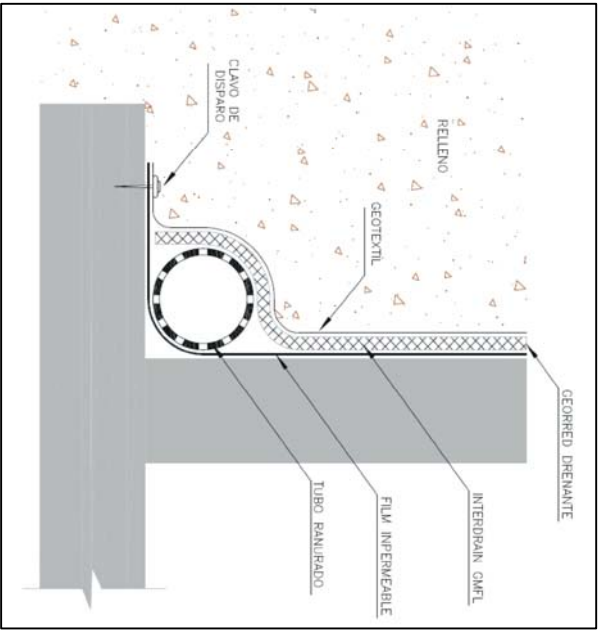 CLAVO DE
DISPARO
RELLENO
GEOTEXTIL
GEORRED DRENANTE
INTERDRAIN GMFL
FILM INPERMEABLE
TUBO RANURADO